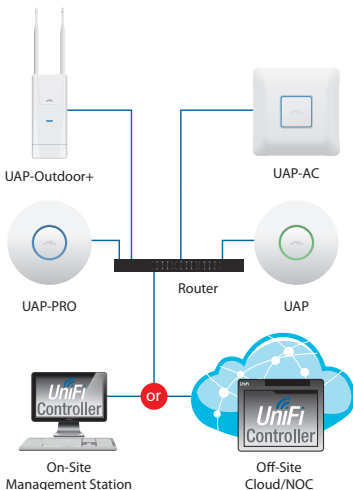 UAP-Outdoor+
UAP-AC
UAP-PRO
Router
UAP
UniFi
Controller
or
UniFi
UniFi
Controller
On-Site
Management Station
Off-Site
Cloud/NOC